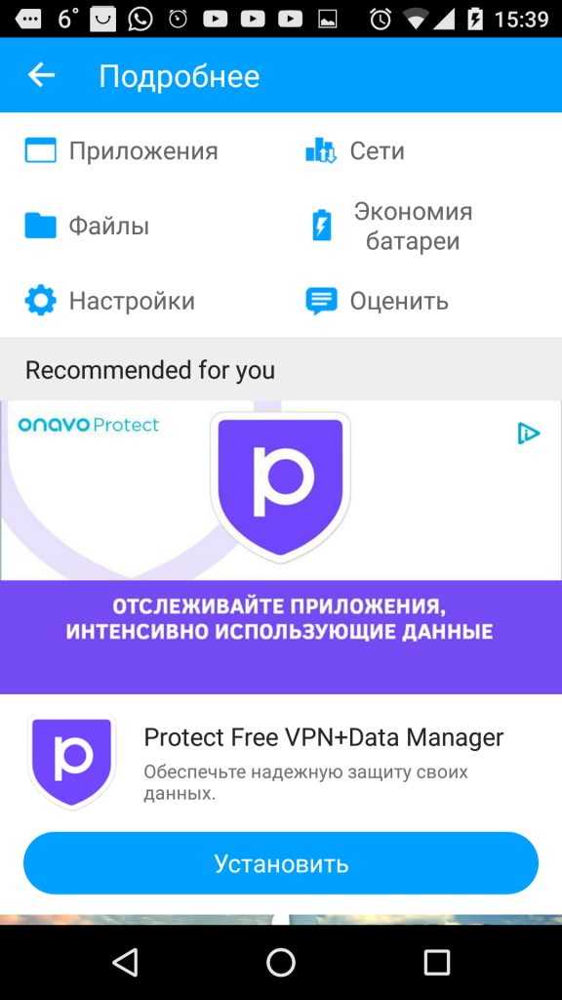 6° 15:39
Подробнее
Приложения
Сети
Файлы
Экономия
батареи
Настройки
Оценить
Recommended for you
onavo Protect
p
ОТСЛЕЖИВАЙТЕ ПРИЛОЖЕНИЯ,
ИНТЕНСИВНО ИСПОЛЬЗУЮЩИЕ ДАННЫЕ
p
Protect Free VPN+Data Manager
Обеспечьте надежную защиту своих
данных.
Установить